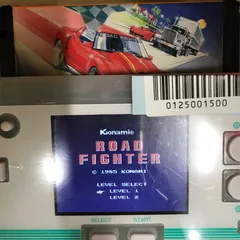 0125001500
Konami®
ROAD
FIGHTER
© 1985 KONAMI
LEVEL SELECT
LEVEL 1
LEVEL 2
SELECT
START